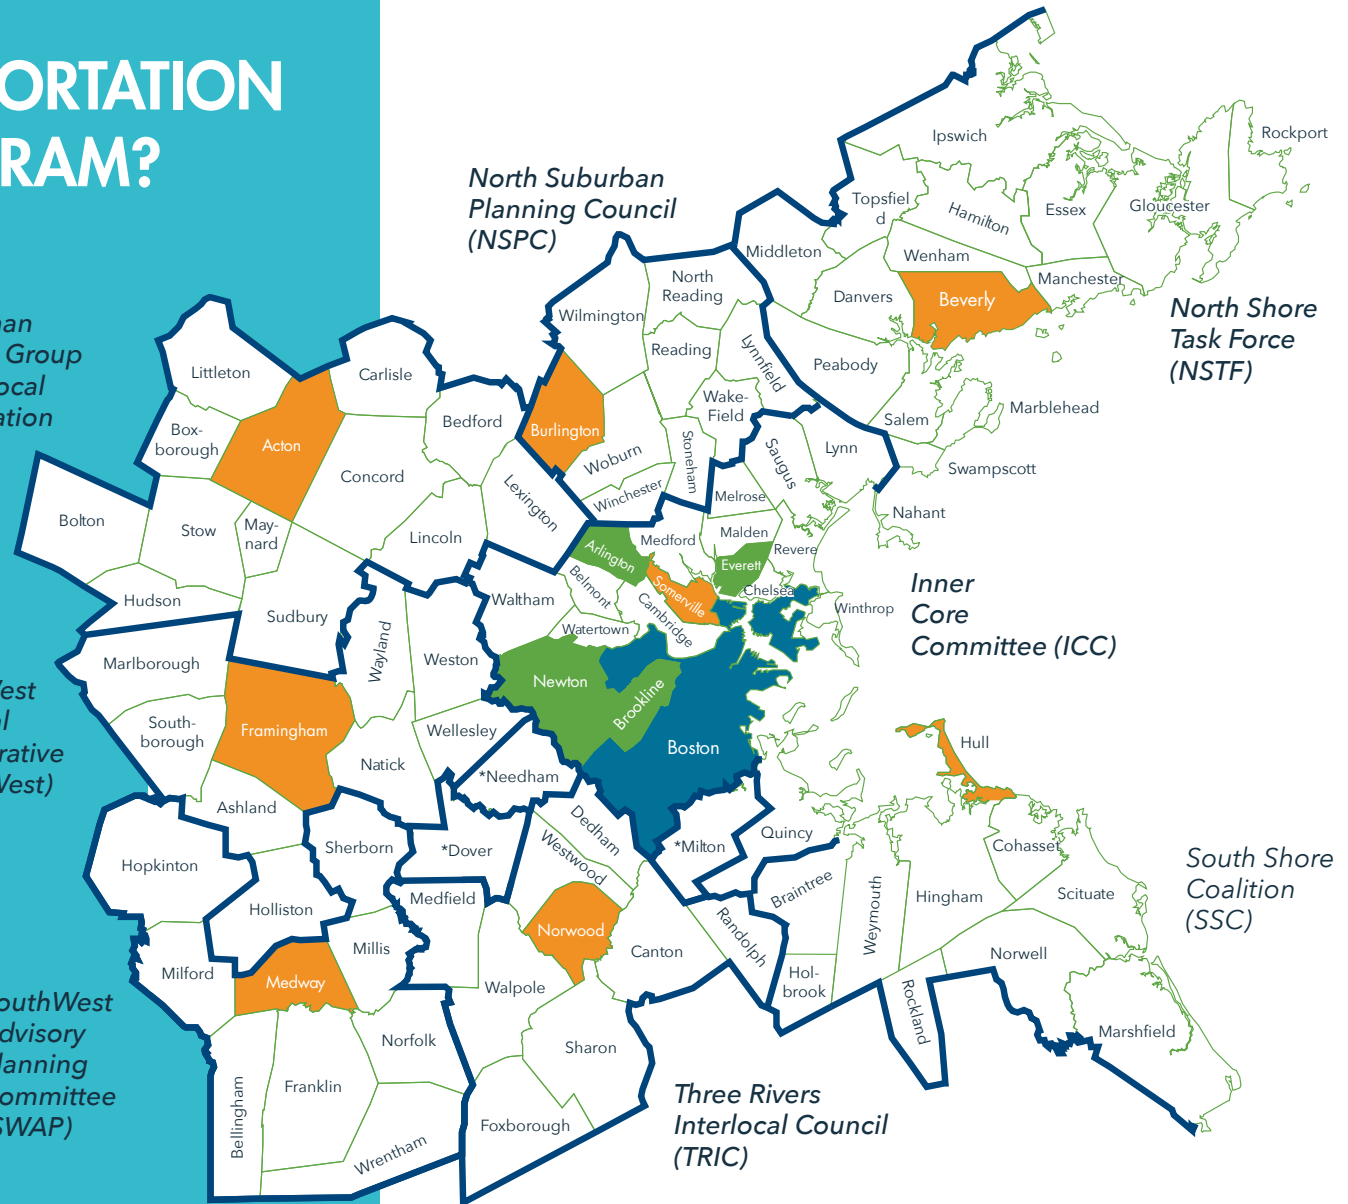 ORTATION
RAM?
North Suburban
Planning Council
(NSPC)
Group
North Shore
Task Force
(NSTF)
Inner
Core
Committee (ICC)
South Shore
Coalition
(SSC)
Three Rivers
Interlocal Council
(TRIC)
outhWest
dvisory
lanning
ommittee
SWAP)
Ipswich
Rockport
Topsfiel
d
Hamilton
Essex
Gloucester
Middleton
Wenham
Manchester
Danvers
Beverly
North
Reading
Wilmington
Reading
Lynnfield
Peabody
Littleton
Carlisle
Wake-
Field
Salem
Marblehead
Box-
borough
Acton
Bedford
Burlington
Woburn
Stoneham
Saugus
Lynn
Swampscott
Concord
Lexington
Winchester
Melrose
Nahant
Bolton
Stow
May-
nard
Lincoln
Arlington
Medford
Malden
Revere
Everett
Hudson
Sudbury
Waltham
Belmont
Somerville
Chelsea
Winthrop
Watertown
Cambridge
Marlborough
Wayland
Weston
Newton
Brookline
Boston
South-
borough
Framingham
Wellesley
Natick
*Needham
Hull
Ashland
Sherborn
*Dover
Dedham
Westwood
*Milton
Quincy
Cohasset
Hopkinton
Holliston
Medfield
Braintree
Weymouth
Hingham
Scituate
Millis
Norwood
Canton
Randolph
Norwell
Milford
Medway
Walpole
Hol-
brook
Rockland
Marshfield
Norfolk
Sharon
Bellingham
Franklin
Foxborough
Wrentham